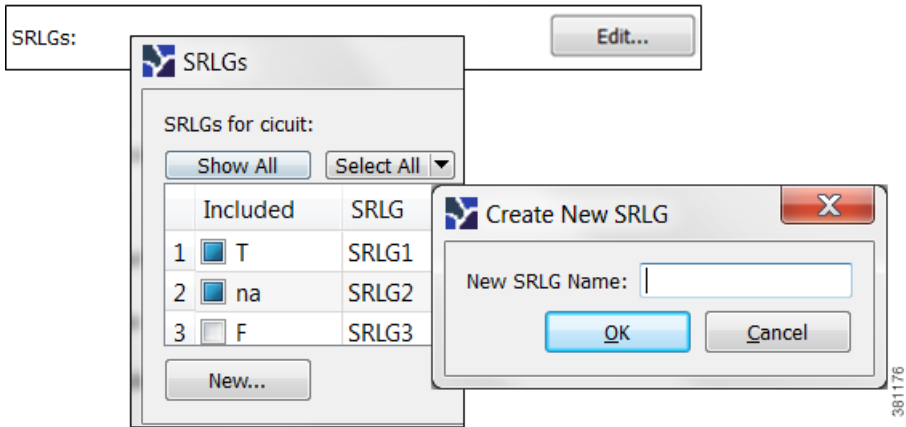 SRLGs:
Edit...
SRLGs
SRLGs for cicuit:
Show All
Select All
Included SRLG
1 T SRLG1
2 na SRLG2
3 F SRLG3
New...
Create New SRLG
X
New SRLG Name:
OK
Cancel
381176